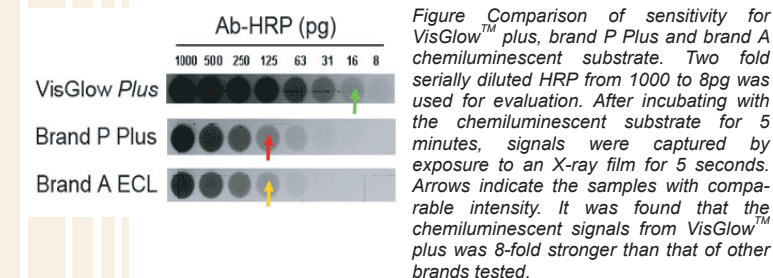 Ab-HRP (pg)
1000 500 250 125 63 31 16 8
VisGlow Plus
Brand P Plus
Brand A ECL
Figure Comparison of sensitivity for
VisGlow™ plus, brand P Plus and brand A
chemiluminescent substrate. Two fold
serially diluted HRP from 1000 to 8pg was
used for evaluation. After incubating with
the chemiluminescent substrate for 5
minutes, signals were captured by
exposure to an X-ray film for 5 seconds.
Arrows indicate the samples with compa-
rable intensity. It was found that the
chemiluminescent signals from VisGlow™
plus was 8-fold stronger than that of other
brands tested.